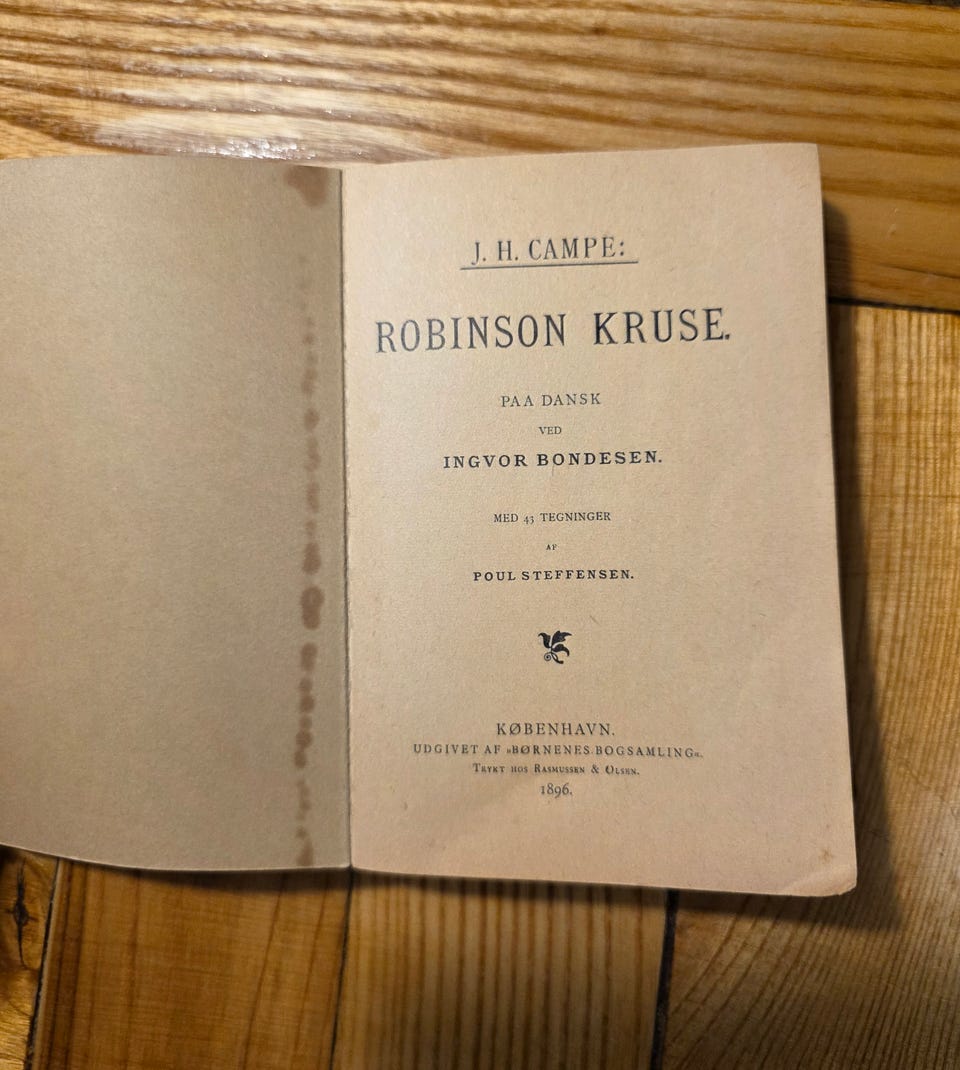 J. H. CAMPE:
ROBINSON KRUSE.
PAA DANSK
VED
INGVOR BONDESEN.
MED 43 TEGNINGER
AF
POUL STEFFENSEN.
KØBENHAVN.
UDGIVET AF »BØRNENES BOGSAMLING«.
TRYKT HOS RASMUSSEN & OLSEN.
1896.